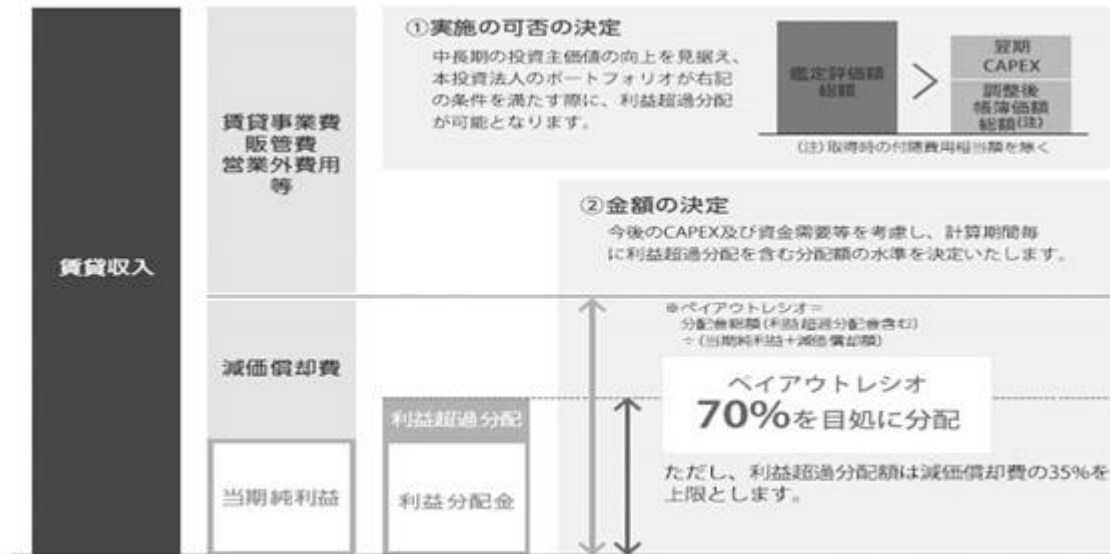 賃貸収入
賃貸事業費
販管費
営業外費用
等
減価償却費
当期純利益
利益超過分配
利益分配金
①実施の可否の決定
中長期の投資主価値の向上を見据え、
本投資法人のポートフォリオが右記
の条件を満たす際に、利益超過分配
が可能となります。
鑑定評価額
総額
>
翌期
CAPEX
調整後
帳簿価額
総額(注)
(注)取得時の付随費用相当額を除く
②金額の決定
今後のCAPEX及び資金需要等を考慮し、計算期間毎
に利益超過分配を含む分配額の水準を決定いたします。
※ペイアウトレシオ=
分配金総額(利益超過分配金含む)
÷(当期純利益+減価償却額)
ペイアウトレシオ
70%を目処に分配
ただし、利益超過分配額は減価償却費の35%を
上限とします。